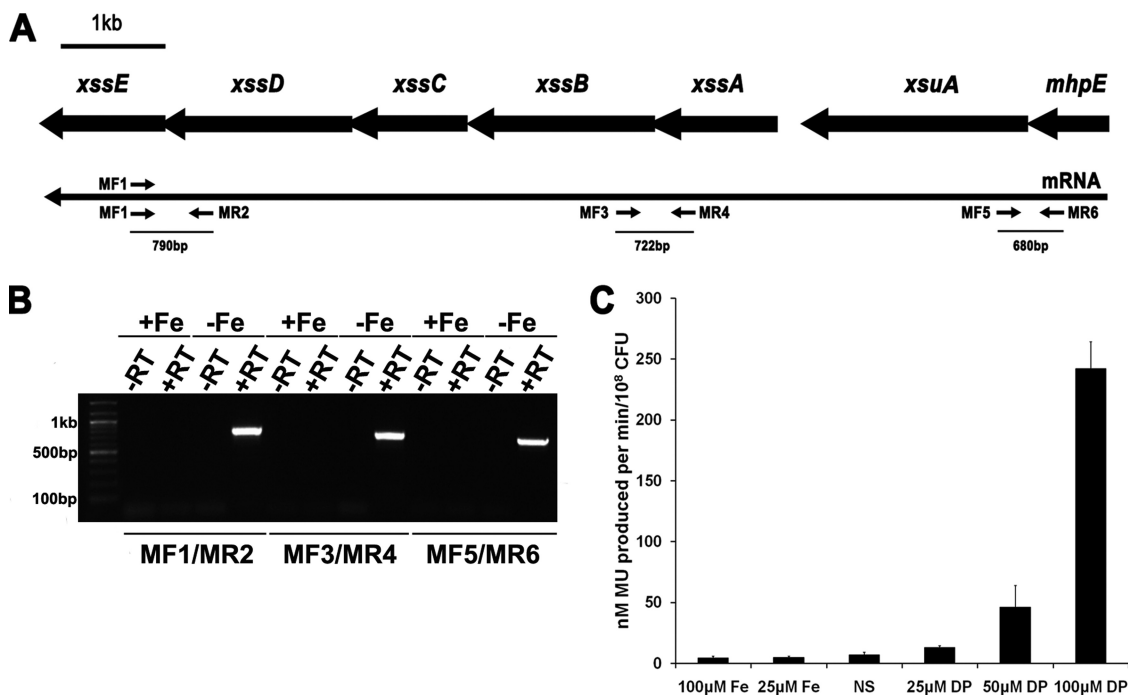 A
1kb
xssE xssD xssC xssB xssA xsuA mhpE
mRNA
MF1
MF1 MR2 MF3 MR4 MF5 MR6
790bp 722bp 680bp
B
+Fe -Fe +Fe -Fe +Fe -Fe
-RT +RT -RT +RT -RT +RT -RT +RT -RT +RT -RT +RT
1kb
500bp
100bp
MF1/MR2 MF3/MR4 MF5/MR6
C
nM MU produced per min/10⁸ CFU
300
250
200
150
100
50
0
100µM Fe 25µM Fe NS 25µM DP 50µM DP 100µM DP